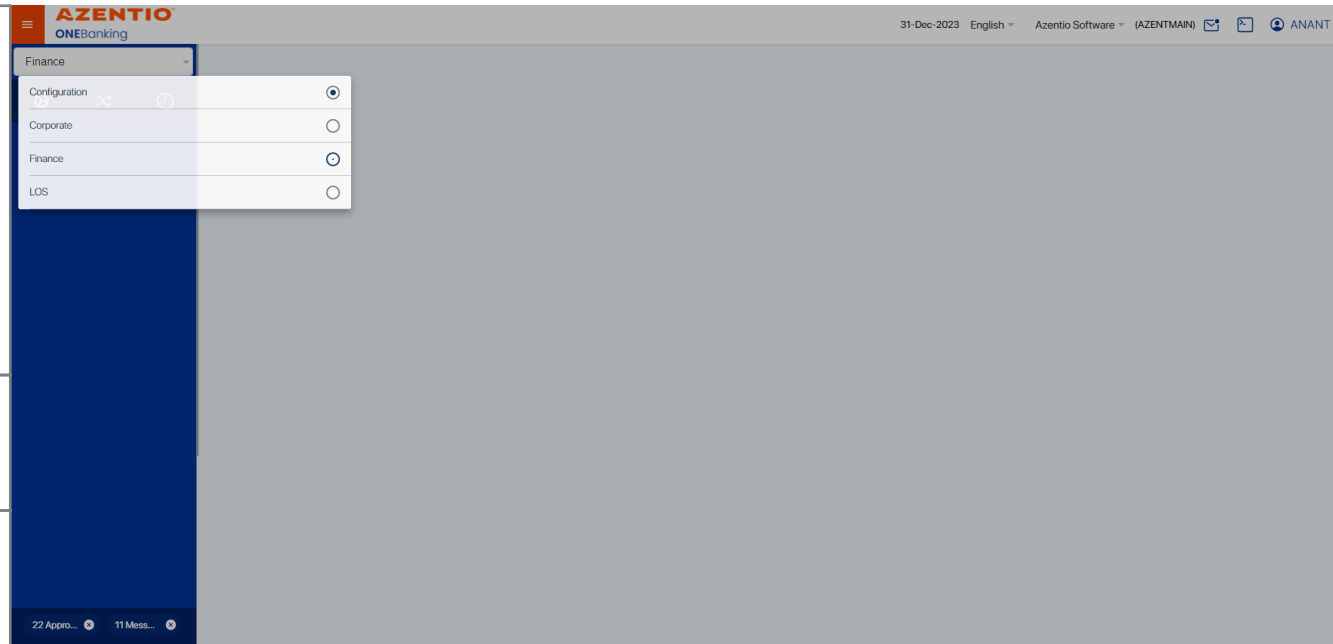 AZENTIO
ONEBanking
31-Dec-2023 English Azentio Software (AZENTMAIN) ANANT
Finance
Configuration
Corporate
Finance
LOS
22 Appro... 11 Mess...